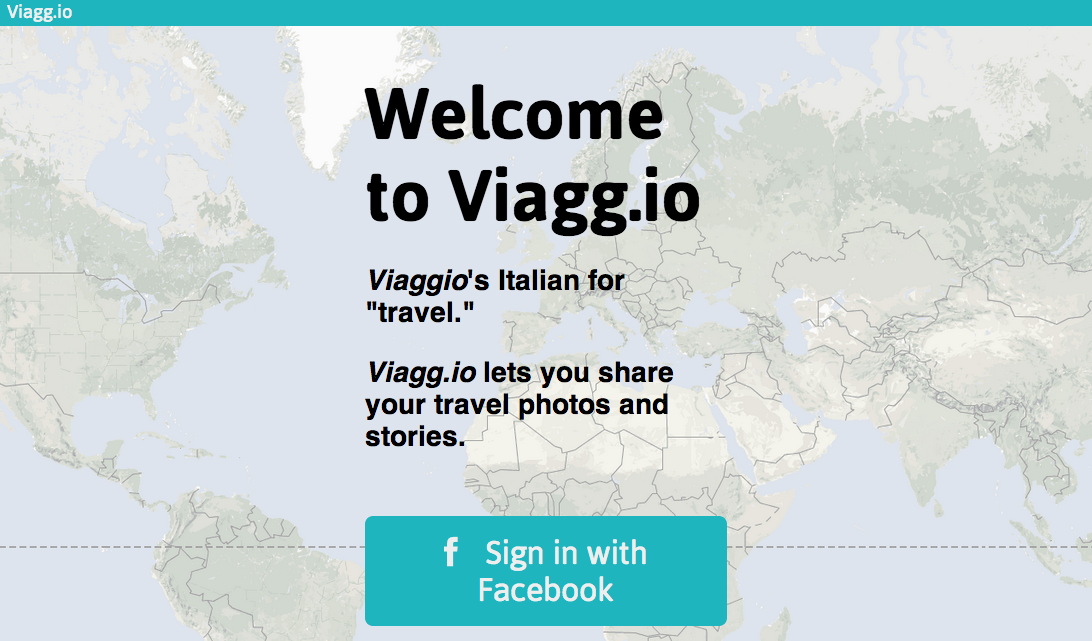 Viagg.io
Welcome
to Viagg.io
Viaggio's Italian for
"travel."
Viagg.io lets you share
your travel photos and
stories.
f Sign in with
Facebook